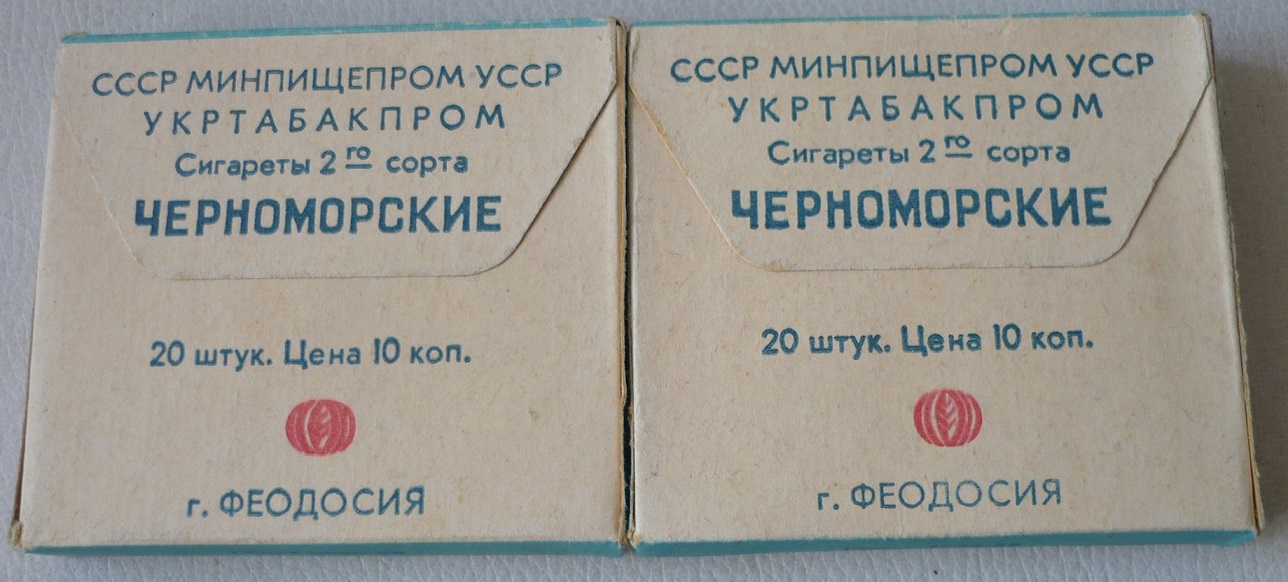 СССР МИНПИЩЕПРОМ УССР
УКРТАБАКПРОМ
Сигареты 2го сорта
ЧЕРНОМОРСКИЕ
20 штук. Цена 10 коп.
г. ФЕОДОСИЯ
СССР МИНПИЩЕПРОМ УССР
УКРТАБАКПРОМ
Сигареты 2го сорта
ЧЕРНОМОРСКИЕ
20 штук. Цена 10 коп.
г. ФЕОДОСИЯ